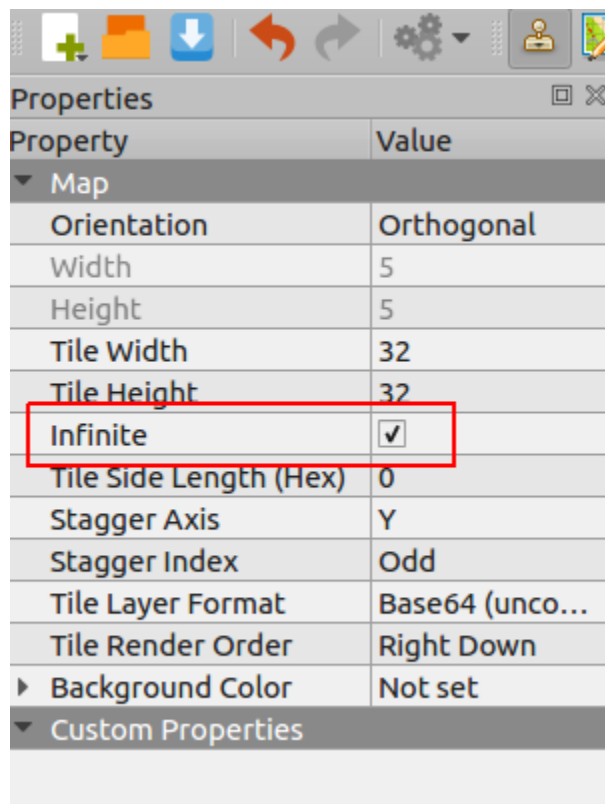 Properties
Property Value
Map
Orientation Orthogonal
Width 5
Height 5
Tile Width 32
Tile Height 32
Infinite
Tile Side Length (Hex) 0
Stagger Axis Y
Stagger Index Odd
Tile Layer Format Base64 (unco...
Tile Render Order Right Down
Background Color Not set
Custom Properties